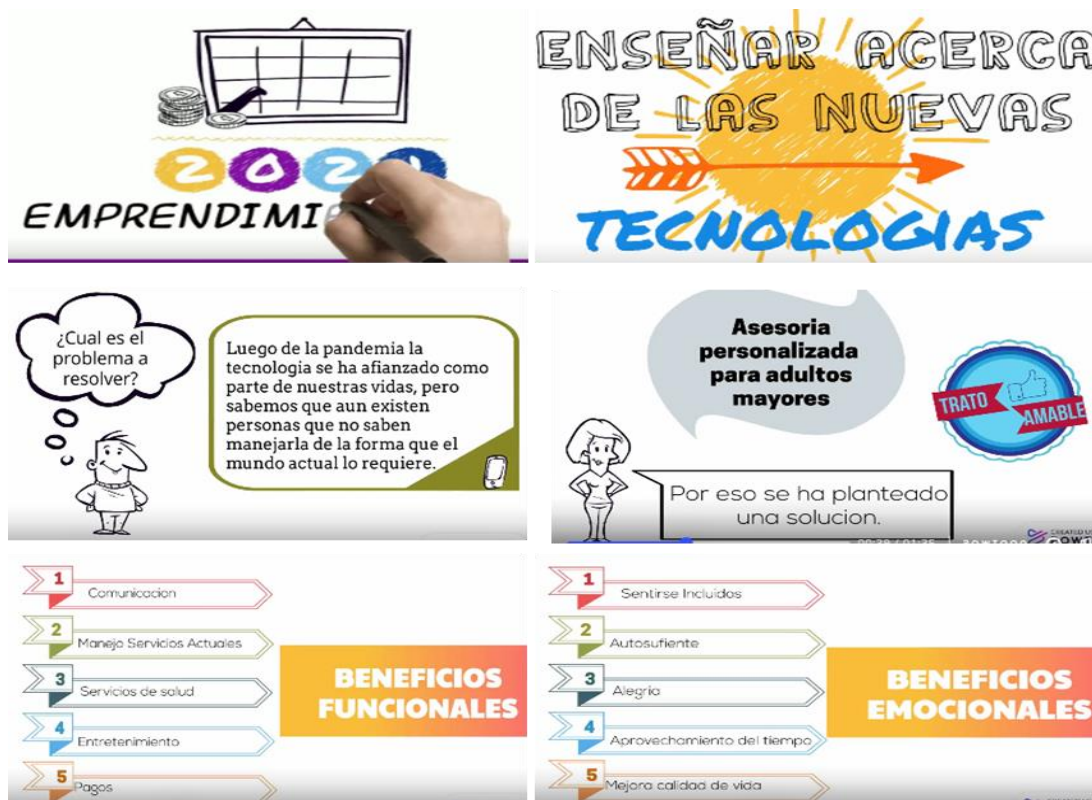 2021
EMPRENDIMI
ENSEÑAR ACERCA
DE LAS NUEVAS
TECNOLOGIAS
¿Cual es el
problema a
resolver?
Luego de la pandemia la
tecnologia se ha afianzado como
parte de nuestras vidas, pero
sabemos que aun existen
personas que no saben
manejarla de la forma que el
mundo actual lo requiere.
Asesoria
personalizada
para adultos
mayores
TRATO
AMABLE
Por eso se ha planteado
una solucion.
1
Comunicacion
2
Manejo Servicios Actuales
3
Servicios de salud
4
Entretenimiento
5
Pagos
BENEFICIOS
FUNCIONALES
1
Sentirse Incluidos
2
Autosufiente
3
Alegria
4
Aprovechamiento del tiempo
5
Mejora calidad de vida
BENEFICIOS
EMOCIONALES